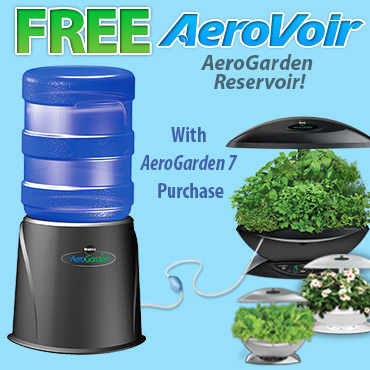 FREE AeroVoir
AeroGarden
Reservoir!
With
AeroGarden 7
Purchase
AeroGarden